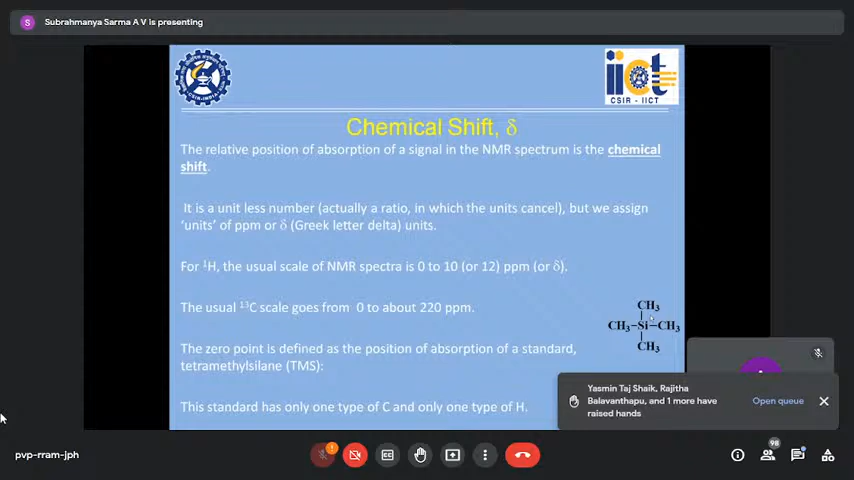 S Subrahmanya Sarma A V is presenting
CSIR-INDIA
iict
CSIR - IICT
Chemical Shift, δ
The relative position of absorption of a signal in the NMR spectrum is the chemical
shift.
It is a unit less number (actually a ratio, in which the units cancel), but we assign
‘units’ of ppm or δ (Greek letter delta) units.
For ¹H, the usual scale of NMR spectra is 0 to 10 (or 12) ppm (or δ).
The usual ¹³C scale goes from 0 to about 220 ppm.
CH₃
CH₃-Si-CH₃
CH₃
The zero point is defined as the position of absorption of a standard,
tetramethylsilane (TMS):
This standard has only one type of C and only one type of H.
Yasmin Taj Shaik, Rajitha
Balavanthapu, and 1 more have
raised hands
Open queue
pvp-rram-jph
98